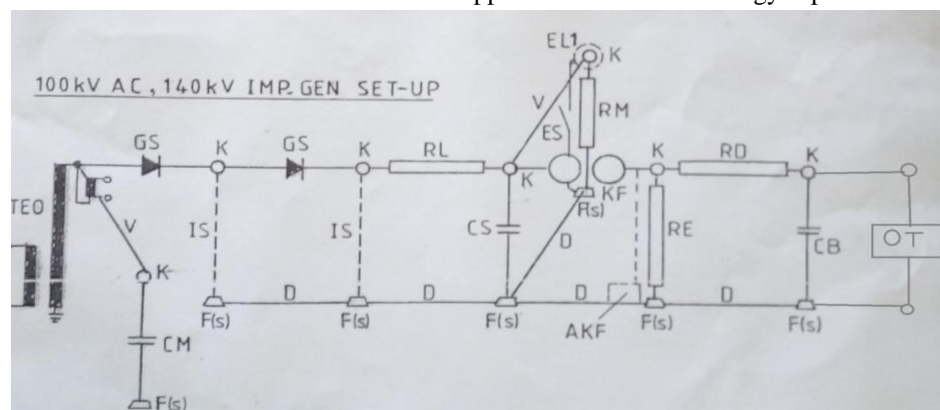 100kV AC, 140kV IMP. GEN SET-UP
EL1
K
V
RM
ES
GS
K
GS
K
RL
K
KF
K
RD
K
TEO
V
IS
IS
CS
F(s)
D
RE
CB
OT
K
D
D
D
D
F(s)
F(s)
F(s)
AKF
F(s)
F(s)
CM
F(s)